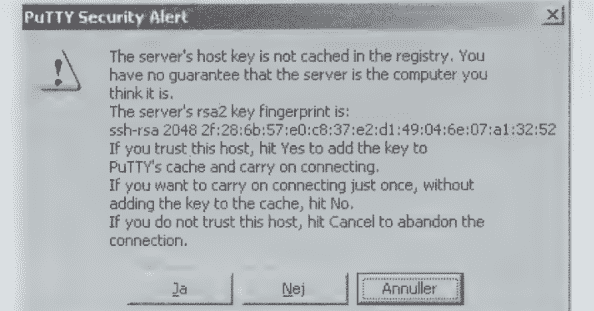 PuTTY Security Alert
The server's host key is not cached in the registry. You
have no guarantee that the server is the computer you
think it is.
The server's rsa2 key fingerprint is:
ssh-rsa 2048 2f:28:6b:57:e0:c8:37:e2:d1:49:04:6e:07:a1:32:52
If you trust this host, hit Yes to add the key to
PuTTY's cache and carry on connecting.
If you want to carry on connecting just once, without
adding the key to the cache, hit No.
If you do not trust this host, hit Cancel to abandon the
connection.
Ja Nej Annuller